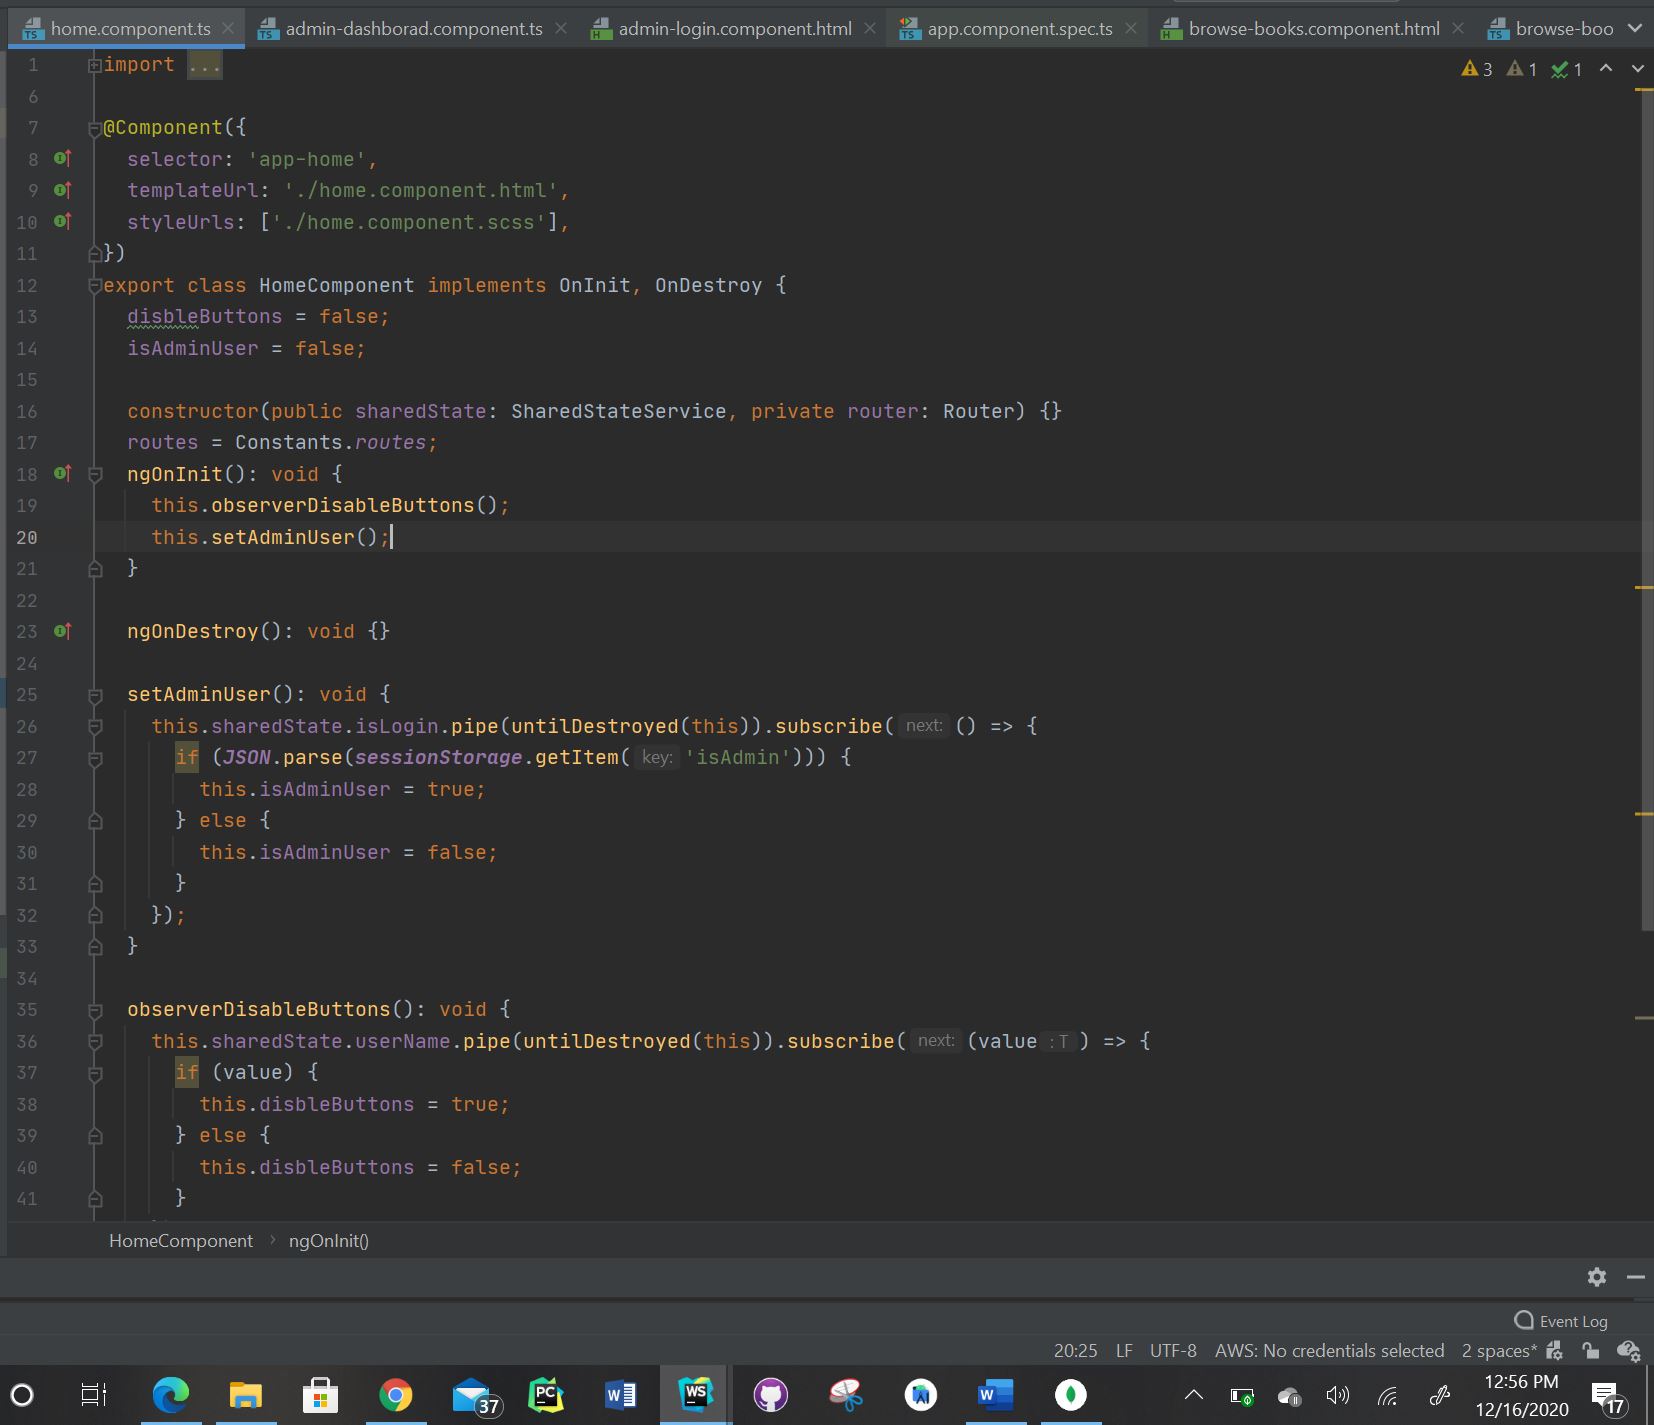 home.component.ts admin-dashborad.component.ts admin-login.component.html app.component.spec.ts browse-books.component.html browse-boo
1 import ...
3 1 1
6
7 @Component({
8 selector: 'app-home',
9 templateUrl: './home.component.html',
10 styleUrls: ['./home.component.scss'],
11 })
12 export class HomeComponent implements OnInit, OnDestroy {
13 disbleButtons = false;
14 isAdminUser = false;
15
16 constructor(public sharedState: SharedStateService, private router: Router) {}
17 routes = Constants.routes;
18 ngOnInit(): void {
19 this.observerDisableButtons();
20 this.setAdminUser();
21 }
22
23 ngOnDestroy(): void {}
24
25 setAdminUser(): void {
26 this.sharedState.isLogin.pipe(untilDestroyed(this)).subscribe( next: () => {
27 if (JSON.parse(sessionStorage.getItem( key: 'isAdmin'))) {
28 this.isAdminUser = true;
29 } else {
30 this.isAdminUser = false;
31 }
32 });
33 }
34
35 observerDisableButtons(): void {
36 this.sharedState.userName.pipe(untilDestroyed(this)).subscribe( next: (value : T ) => {
37 if (value) {
38 this.disbleButtons = true;
39 } else {
40 this.disbleButtons = false;
41 }
HomeComponent › ngOnInit()
Event Log
20:25 LF UTF-8 AWS: No credentials selected 2 spaces*
37 PC W WS AI W 12:56 PM
12/16/2020 17